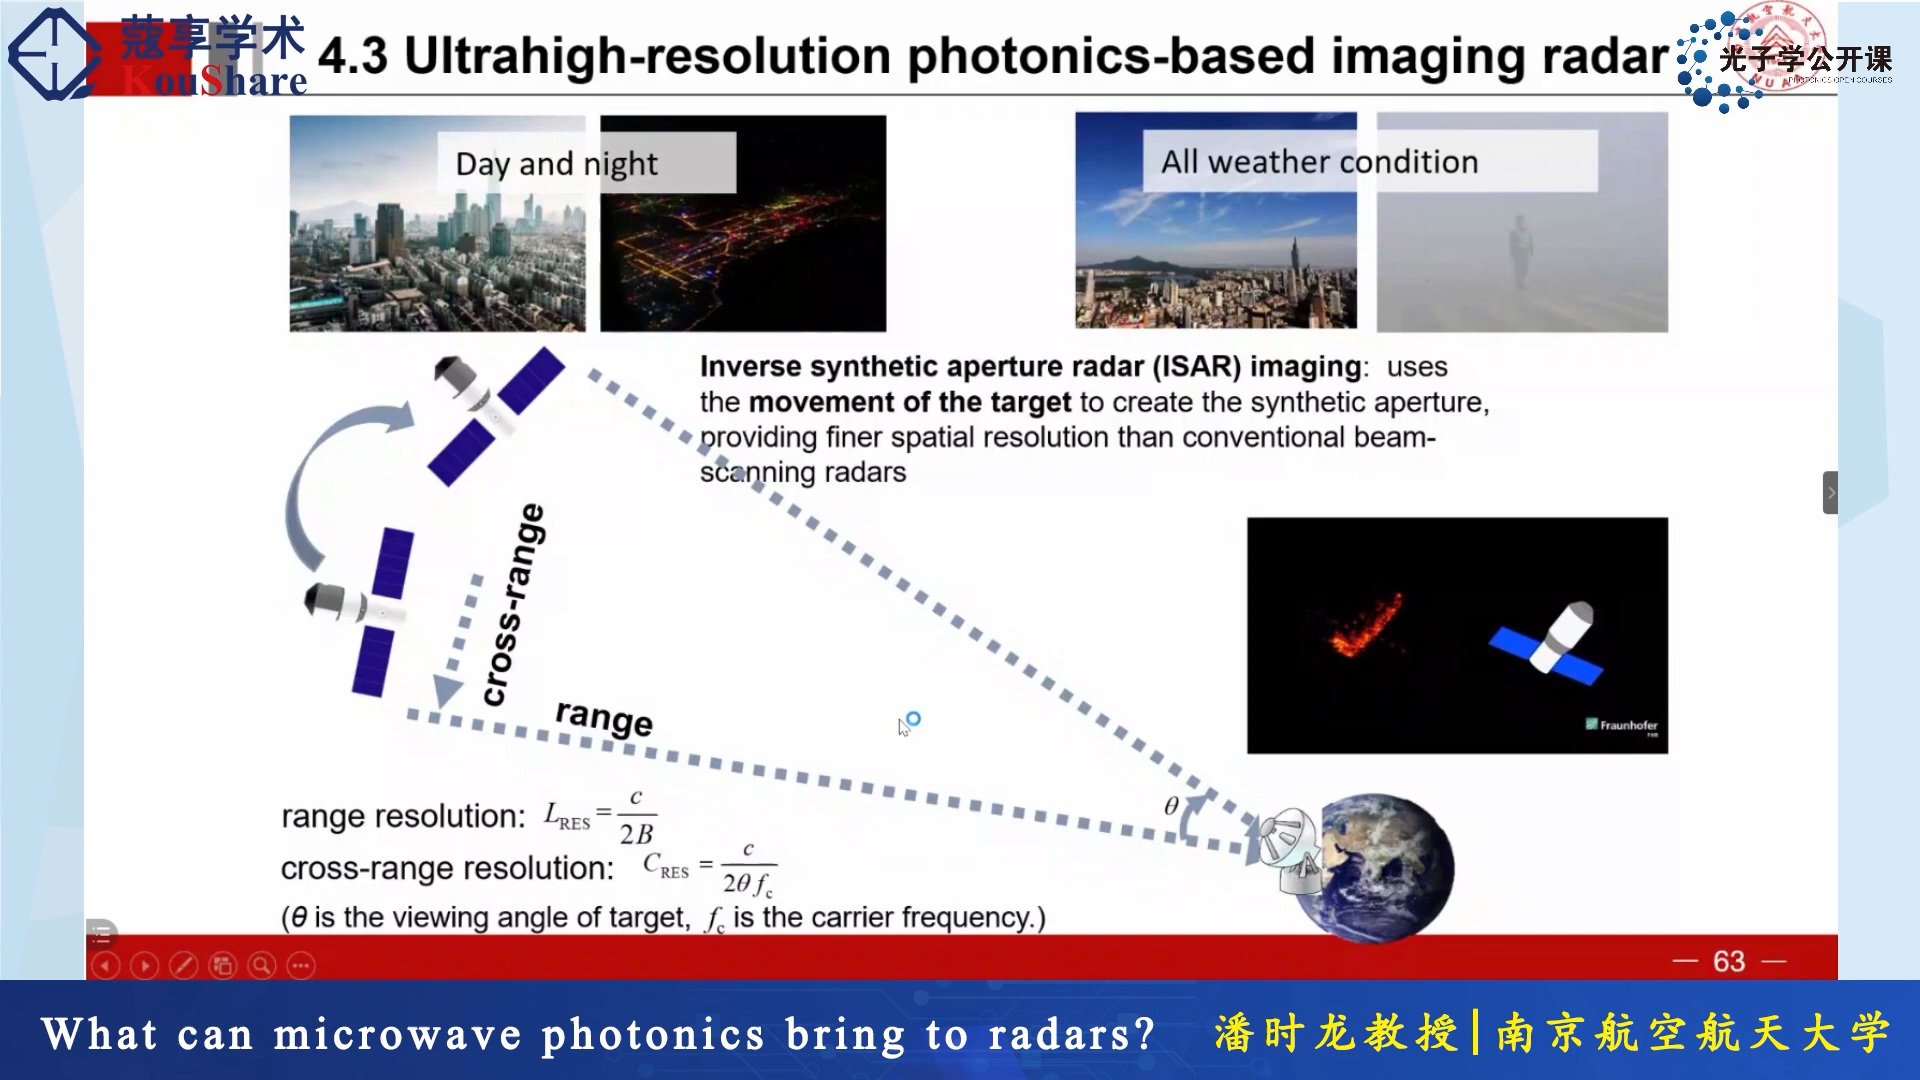 蔻享学术
KouShare
4.3 Ultrahigh-resolution photonics-based imaging radar
光子学公开课
PHOTONICS OPEN COURSES
Day and night
All weather condition
Inverse synthetic aperture radar (ISAR) imaging: uses
the movement of the target to create the synthetic aperture,
providing finer spatial resolution than conventional beam-
scanning radars
cross-range
range
Fraunhofer
θ
range resolution: L_RES = c / 2B
cross-range resolution: C_RES = c / 2θ f_c
(θ is the viewing angle of target, f_c is the carrier frequency.)
— 63 —
What can microwave photonics bring to radars?
潘时龙教授|南京航空航天大学